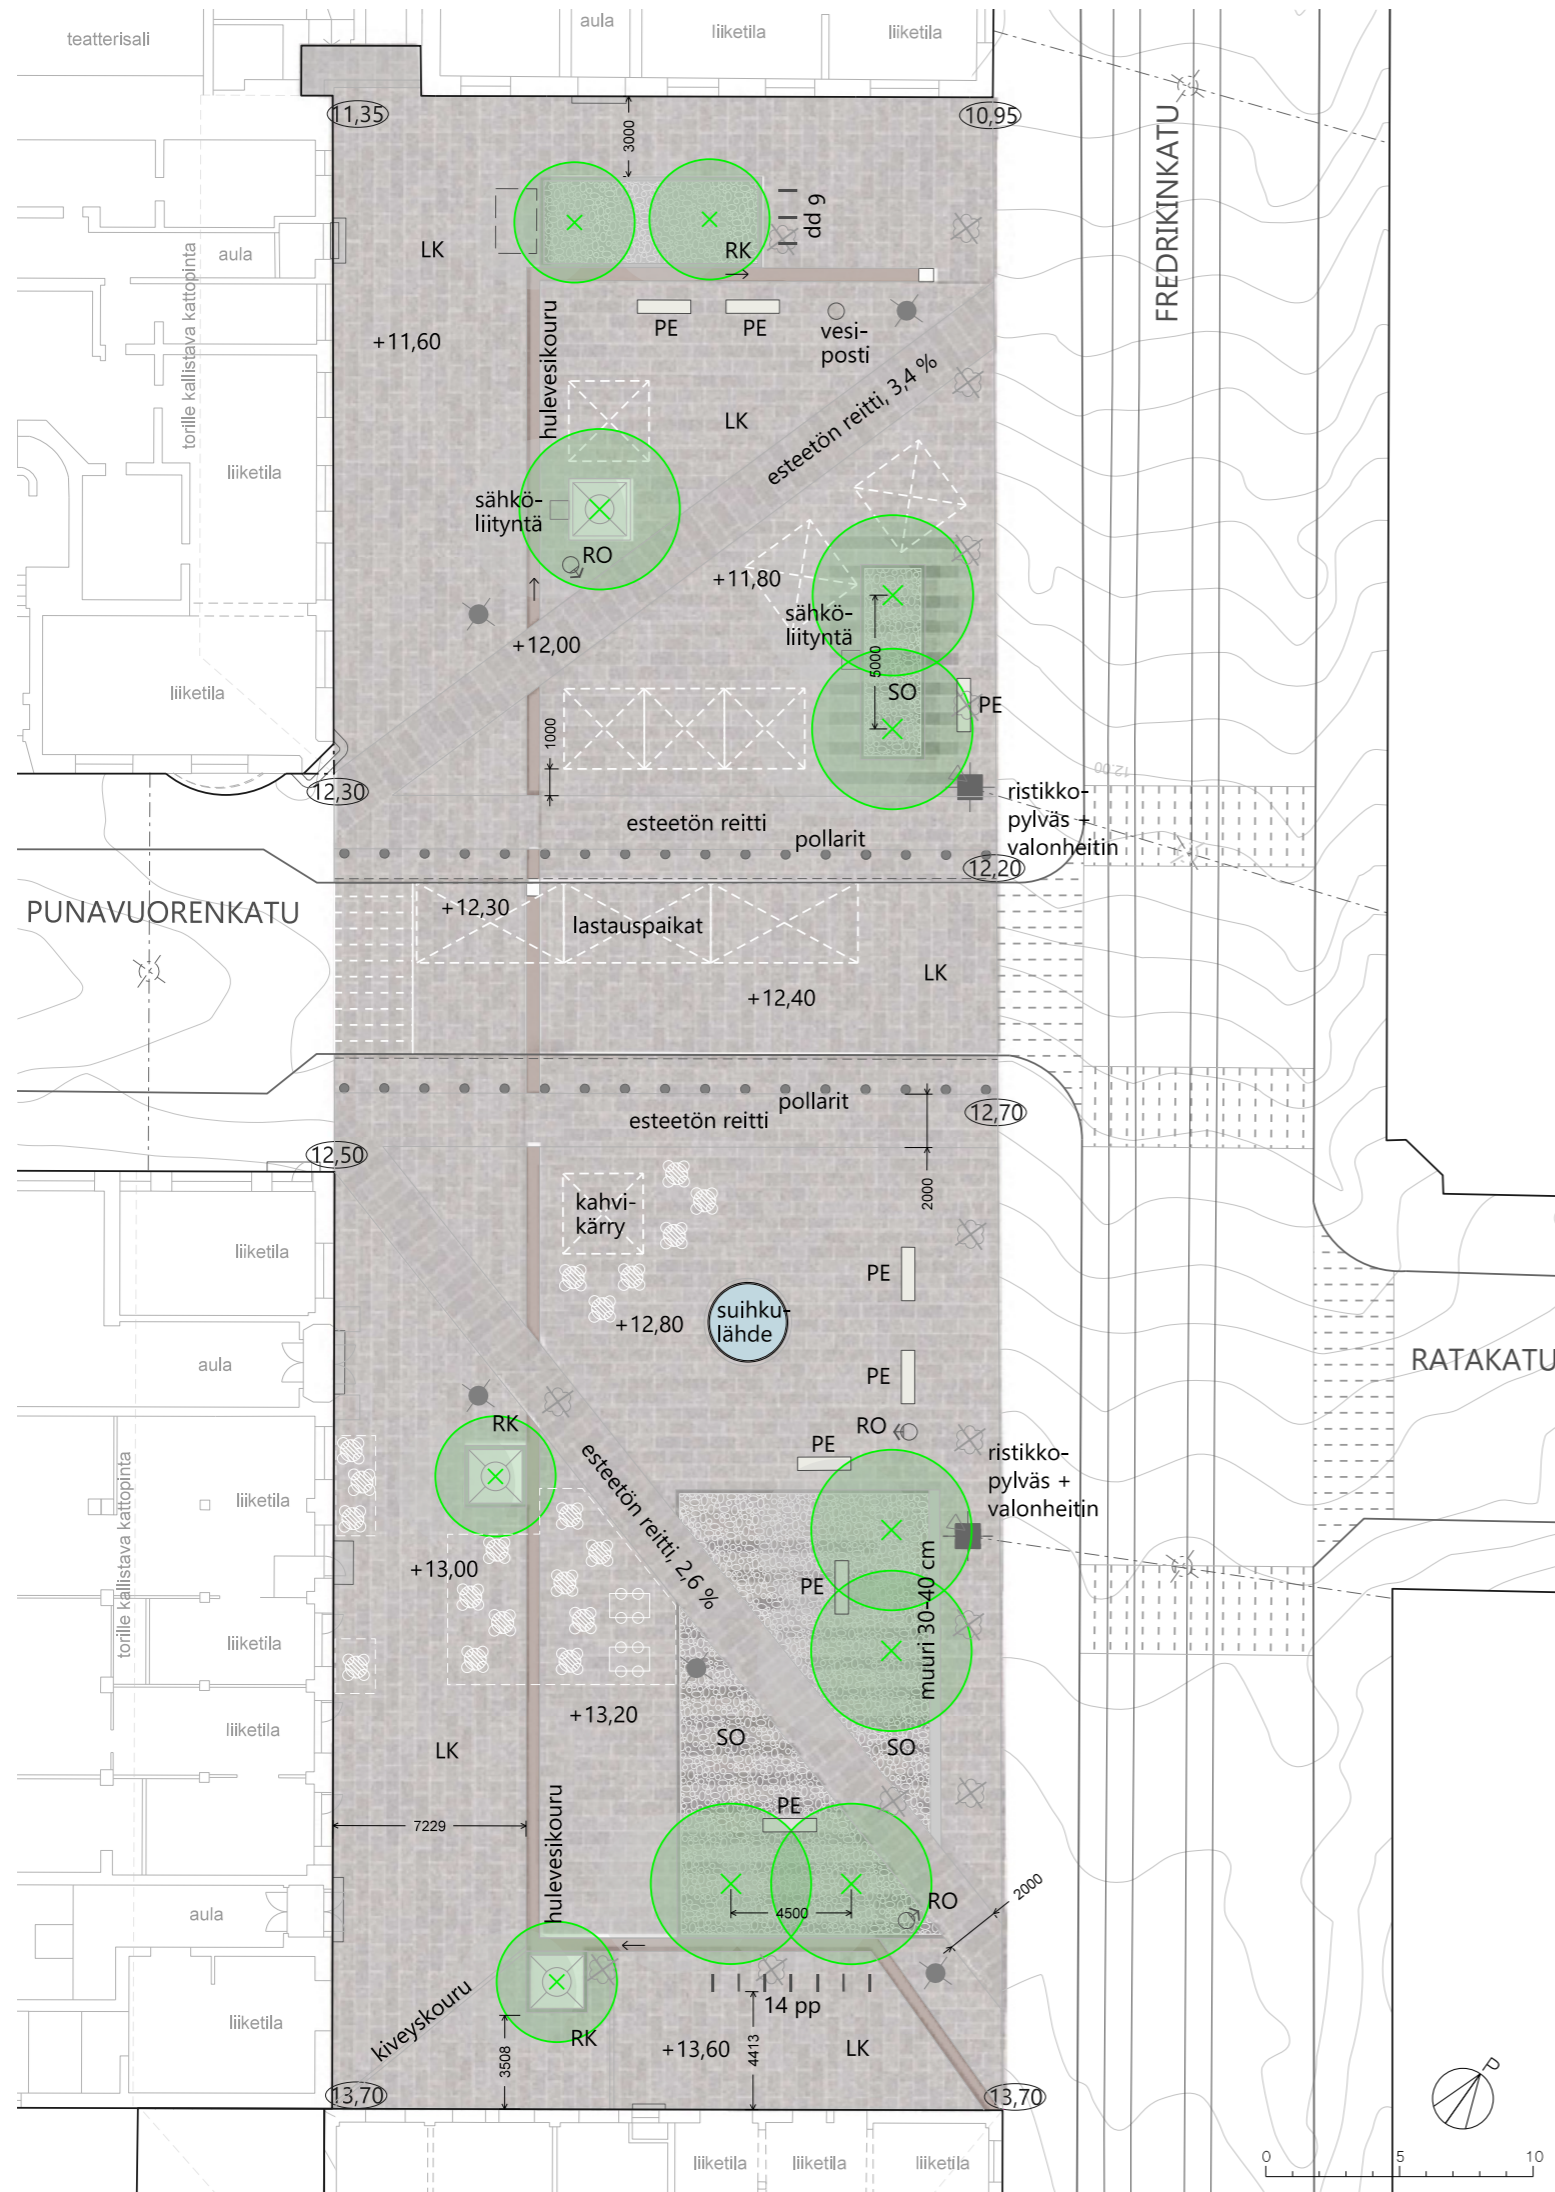 teatterisali
aula
liiketila
liiketila
11,35
10,95
3000
FREDRIKINKATU
6 pp
LK
RK
aula
torille kallistava kattopinta
hulevesikouru
PE
PE
vesi-
posti
+11,60
esteetön reitti, 3,4 %
LK
liiketila
sähkö-
liityntä
RO
+11,80
sähkö-
liityntä
5000
+12,00
SO
PE
liiketila
1000
12.00
12,30
ristikko-
pylväs +
valonheitin
esteetön reitti
pollarit
12,20
PUNAVUORENKATU
+12,30
lastauspaikat
LK
+12,40
pollarit
esteetön reitti
12,70
12,50
2000
kahvi-
kärry
liiketila
PE
suihku-
lähde
+12,80
aula
RATAKATU
PE
RK
RO
PE
ristikko-
pylväs +
valonheitin
esteetön reitti, 2,6 %
liiketila
torille kallistava kattopinta
+13,00
PE
muuri 30-40 cm
liiketila
+13,20
liiketila
LK
SO
SO
PE
7229
hulevesikouru
4500
RO
2000
aula
kiveyskouru
14 pp
liiketila
RK
3508
+13,60
4413
LK
13,70
13,70
P
liiketila
liiketila
liiketila
0
5
10